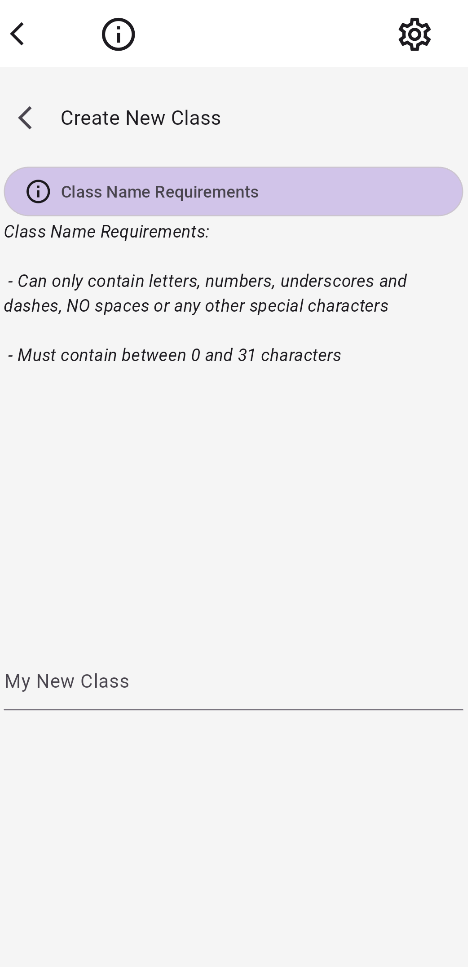 Create New Class
Class Name Requirements
Class Name Requirements:
- Can only contain letters, numbers, underscores and
dashes, NO spaces or any other special characters
- Must contain between 0 and 31 characters
My New Class